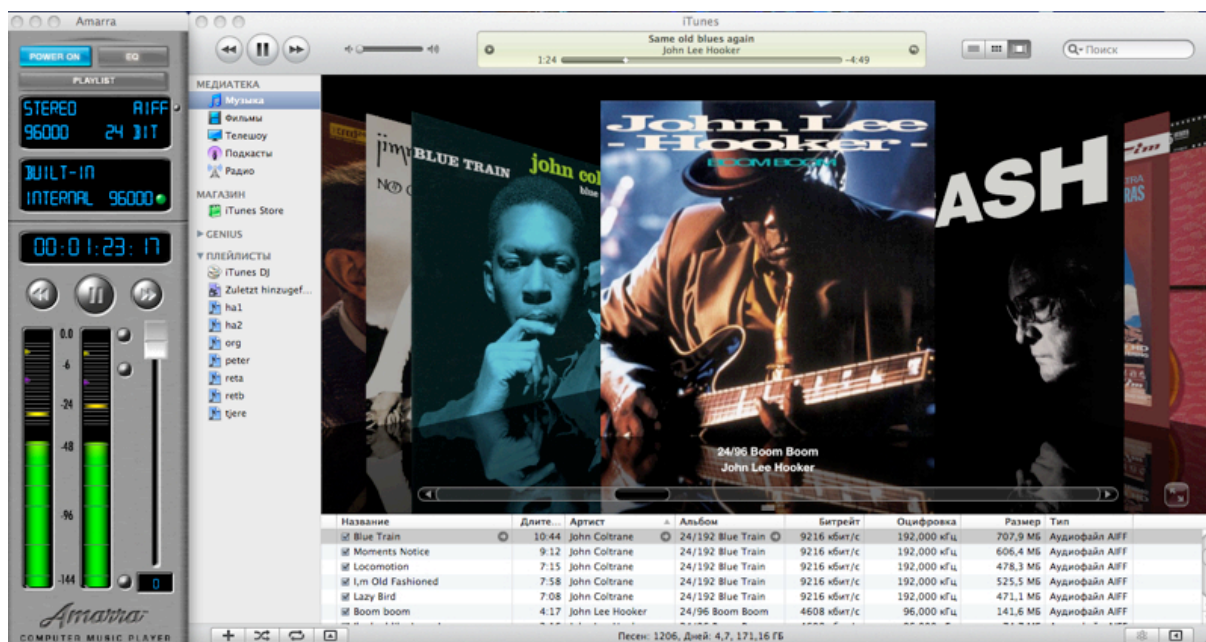 Amarra
POWER ON
EQ
PLAYLIST
STEREO AIFF
96000 24 BIT
BUILT-IN
INTERNAL 96000
00:01:23:17
0.0
-6
-24
-48
-96
-144
0
Amarra
COMPUTER MUSIC PLAYER
iTunes
Same old blues again
John Lee Hooker
1:24 -4:49
Поиск
МЕДИАТЕКА
Музыка
Фильмы
Телешоу
Подкасты
Радио
МАГАЗИН
iTunes Store
GENIUS
ПЛЕЙЛИСТЫ
iTunes DJ
Zuletzt hinzugef...
ha1
ha2
org
peter
reta
retb
tjere
BLUE TRAIN
john col
blue
John Lee
- Hooker -
BOOM BOOM
ASH
24/96 Boom Boom
John Lee Hooker
Название Длите... Артист Альбом Битрейт Оцифровка Размер Тип
Blue Train 10:44 John Coltrane 24/192 Blue Train 9216 кбит/с 192,000 кГц 707,9 МБ Аудиофайл AIFF
Moments Notice 9:12 John Coltrane 24/192 Blue Train 9216 кбит/с 192,000 кГц 606,4 МБ Аудиофайл AIFF
Locomotion 7:15 John Coltrane 24/192 Blue Train 9216 кбит/с 192,000 кГц 478,3 МБ Аудиофайл AIFF
I,m Old Fashioned 7:58 John Coltrane 24/192 Blue Train 9216 кбит/с 192,000 кГц 525,5 МБ Аудиофайл AIFF
Lazy Bird 7:08 John Coltrane 24/192 Blue Train 9216 кбит/с 192,000 кГц 471,1 МБ Аудиофайл AIFF
Boom boom 4:17 John Lee Hooker 24/96 Boom Boom 4608 кбит/с 96,000 кГц 141,6 МБ Аудиофайл AIFF
Песен: 1206, Дней: 4,7, 171,16 ГБ